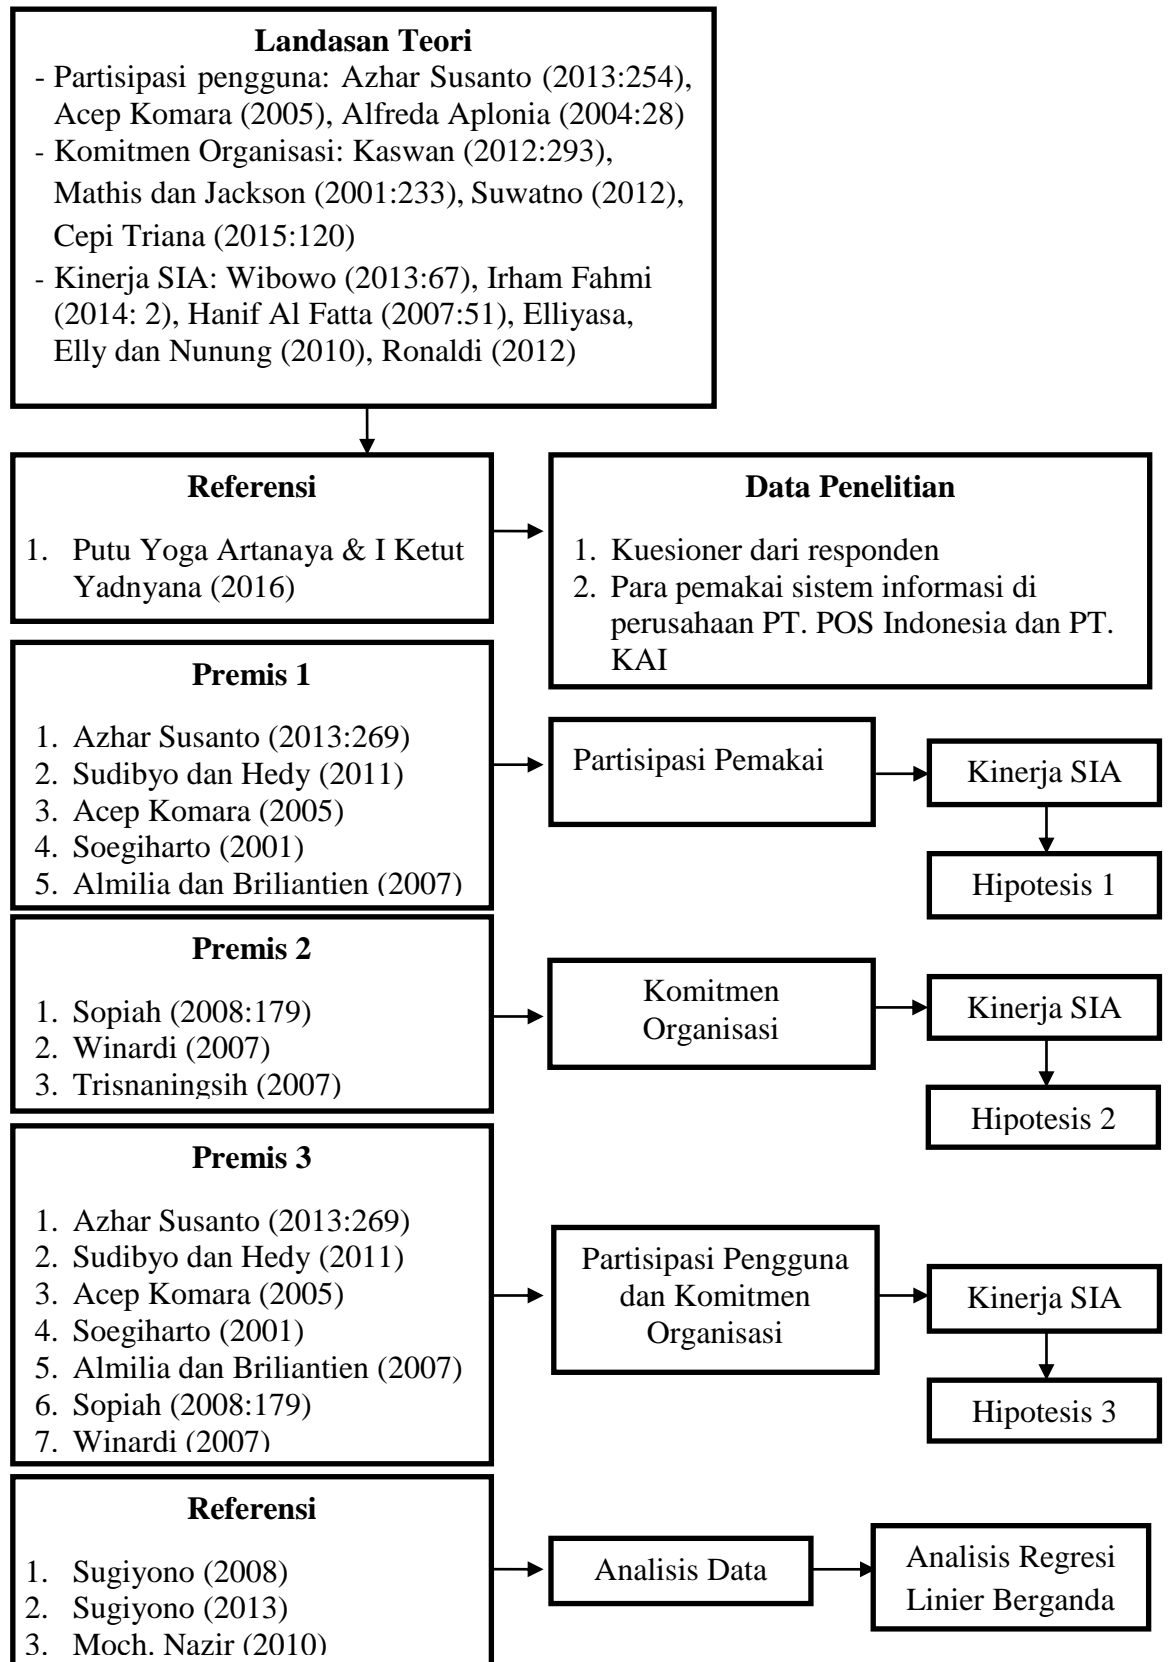 Landasan Teori
- Partisipasi pengguna: Azhar Susanto (2013:254),
Acep Komara (2005), Alfreda Aplonia (2004:28)
- Komitmen Organisasi: Kaswan (2012:293),
Mathis dan Jackson (2001:233), Suwatno (2012),
Cepi Triana (2015:120)
- Kinerja SIA: Wibowo (2013:67), Irham Fahmi
(2014: 2), Hanif Al Fatta (2007:51), Elliyasa,
Elly dan Nunung (2010), Ronaldi (2012)
Referensi
1. Putu Yoga Artanaya & I Ketut
Yadnyana (2016)
Data Penelitian
1. Kuesioner dari responden
2. Para pemakai sistem informasi di
perusahaan PT. POS Indonesia dan PT.
KAI
Premis 1
1. Azhar Susanto (2013:269)
2. Sudibyo dan Hedy (2011)
3. Acep Komara (2005)
4. Soegiharto (2001)
5. Almilia dan Briliantien (2007)
Partisipasi Pemakai
Kinerja SIA
Hipotesis 1
Premis 2
1. Sopiah (2008:179)
2. Winardi (2007)
3. Trisnaningsih (2007)
Komitmen
Organisasi
Kinerja SIA
Hipotesis 2
Premis 3
1. Azhar Susanto (2013:269)
2. Sudibyo dan Hedy (2011)
3. Acep Komara (2005)
4. Soegiharto (2001)
5. Almilia dan Briliantien (2007)
6. Sopiah (2008:179)
7. Winardi (2007)
Partisipasi Pengguna
dan Komitmen
Organisasi
Kinerja SIA
Hipotesis 3
Referensi
1. Sugiyono (2008)
2. Sugiyono (2013)
3. Moch. Nazir (2010)
Analisis Data
Analisis Regresi
Linier Berganda